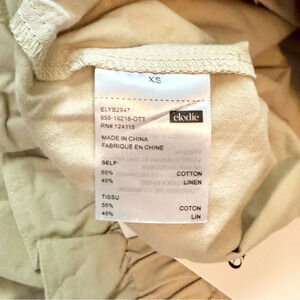 XS
ELYB2947
658-16218-OTT
RN# 124115
elodie
MADE IN CHINA
FABRIQUÉ EN CHINE
SELF:
55% COTTON
45% LINEN
TISSU
55% COTON
45% LIN